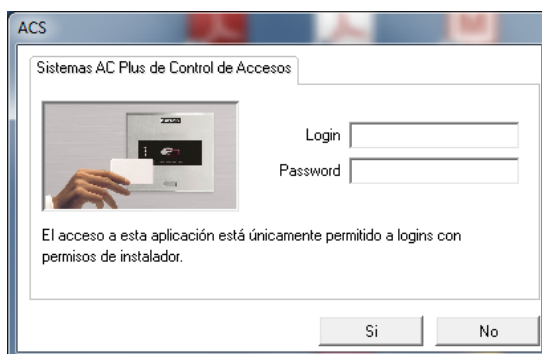 ACS
Sistemas AC Plus de Control de Accesos
Login
Password
El acceso a esta aplicación está únicamente permitido a logins con
permisos de instalador.
Si
No